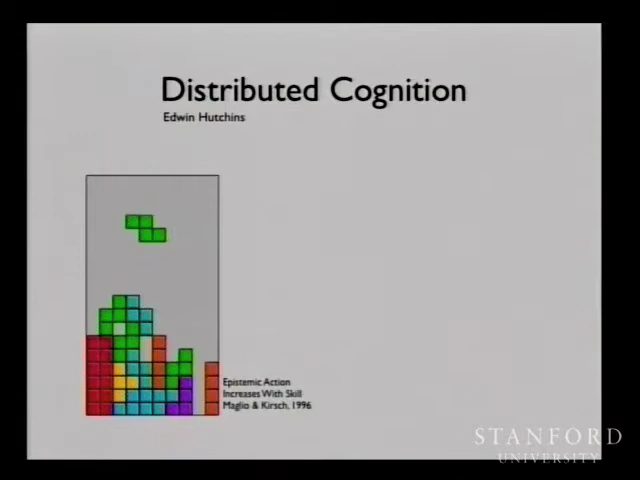 Distributed Cognition
Edwin Hutchins
Epistemic Action
Increases With Skill
Maglio & Kirsch, 1996
STANFORD
UNIVERSITY